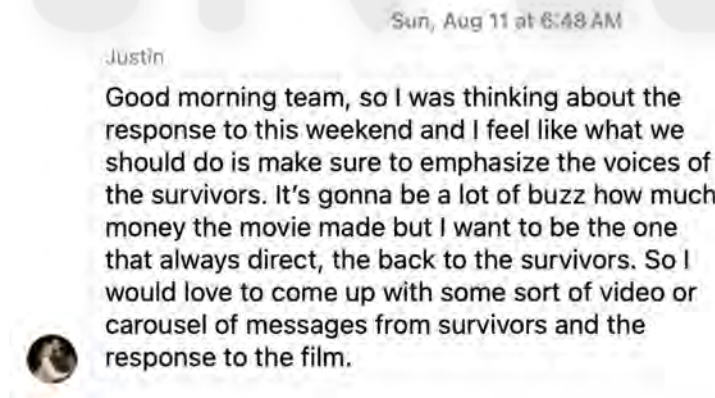 Sun, Aug 11 at 6:48 AM
Justin
Good morning team, so I was thinking about the
response to this weekend and I feel like what we
should do is make sure to emphasize the voices of
the survivors. It's gonna be a lot of buzz how much
money the movie made but I want to be the one
that always direct, the back to the survivors. So I
would love to come up with some sort of video or
carousel of messages from survivors and the
response to the film.